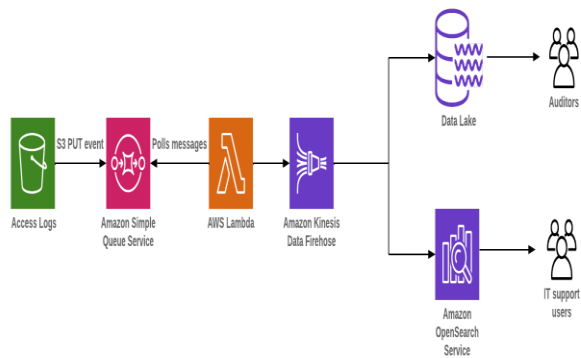 S3 PUT event
Polls messages
Access Logs
Amazon Simple
Queue Service
AWS Lambda
Amazon Kinesis
Data Firehose
Data Lake
Auditors
Amazon
OpenSearch
Service
IT support
users